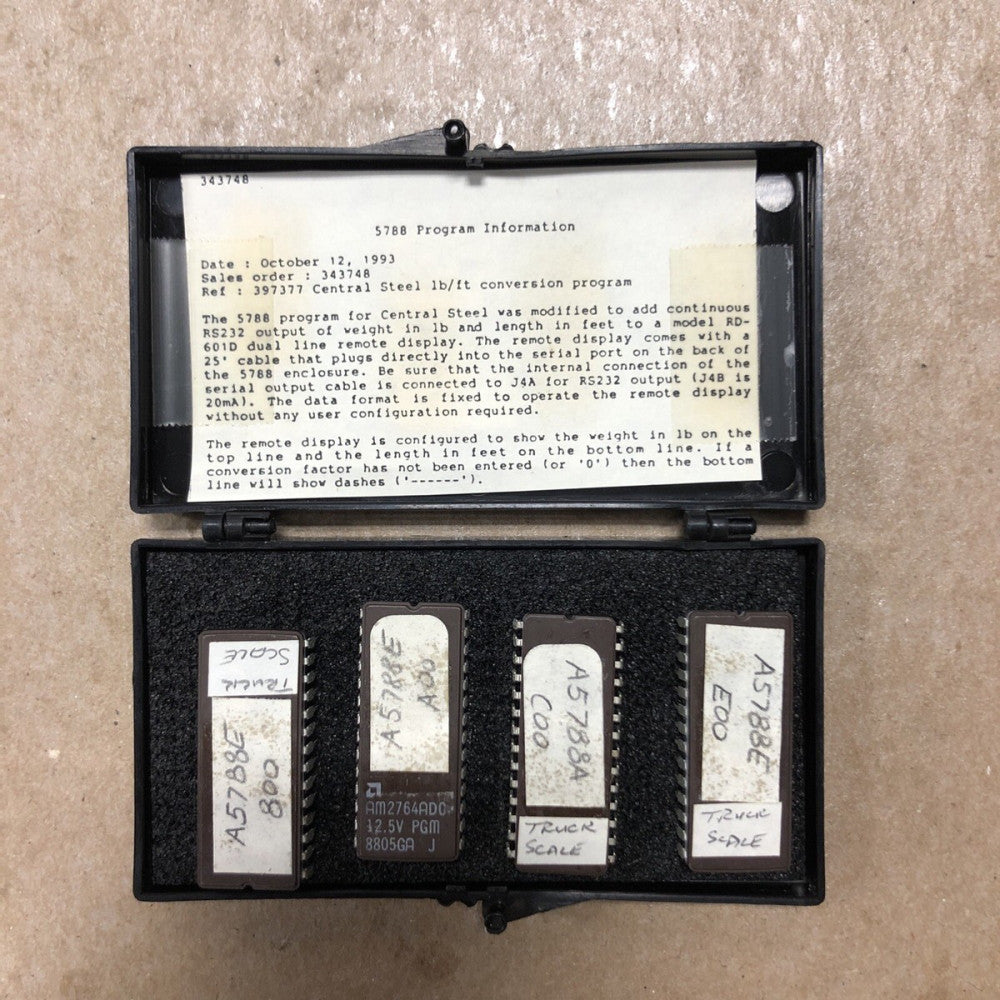 343748
5788 Program Information
Date : October 12, 1993
Sales order : 343748
Ref : 397377 Central Steel lb/ft conversion program
The 5788 program for Central Steel was modified to add continuous
RS232 output of weight in lb and length in feet to a model RD-
601D dual line remote display. The remote display comes with a
25' cable that plugs directly into the serial port on the back of
the 5788 enclosure. Be sure that the internal connection of the
serial output cable is connected to J4A for RS232 output (J4B is
20mA). The data format is fixed to operate the remote display
without any user configuration required.
The remote display is configured to show the weight in lb on the
top line and the length in feet on the bottom line. If a
conversion factor has not been entered (or '0') then the bottom
line will show dashes ('------').
TRUCK
SCALE
A5788E
800
A5788E
A00
AM2764ADC
12.5V PGM
8805GA J
A5788A
C00
TRUCK
SCALE
A5788E
E00
TRUCK
SCALE